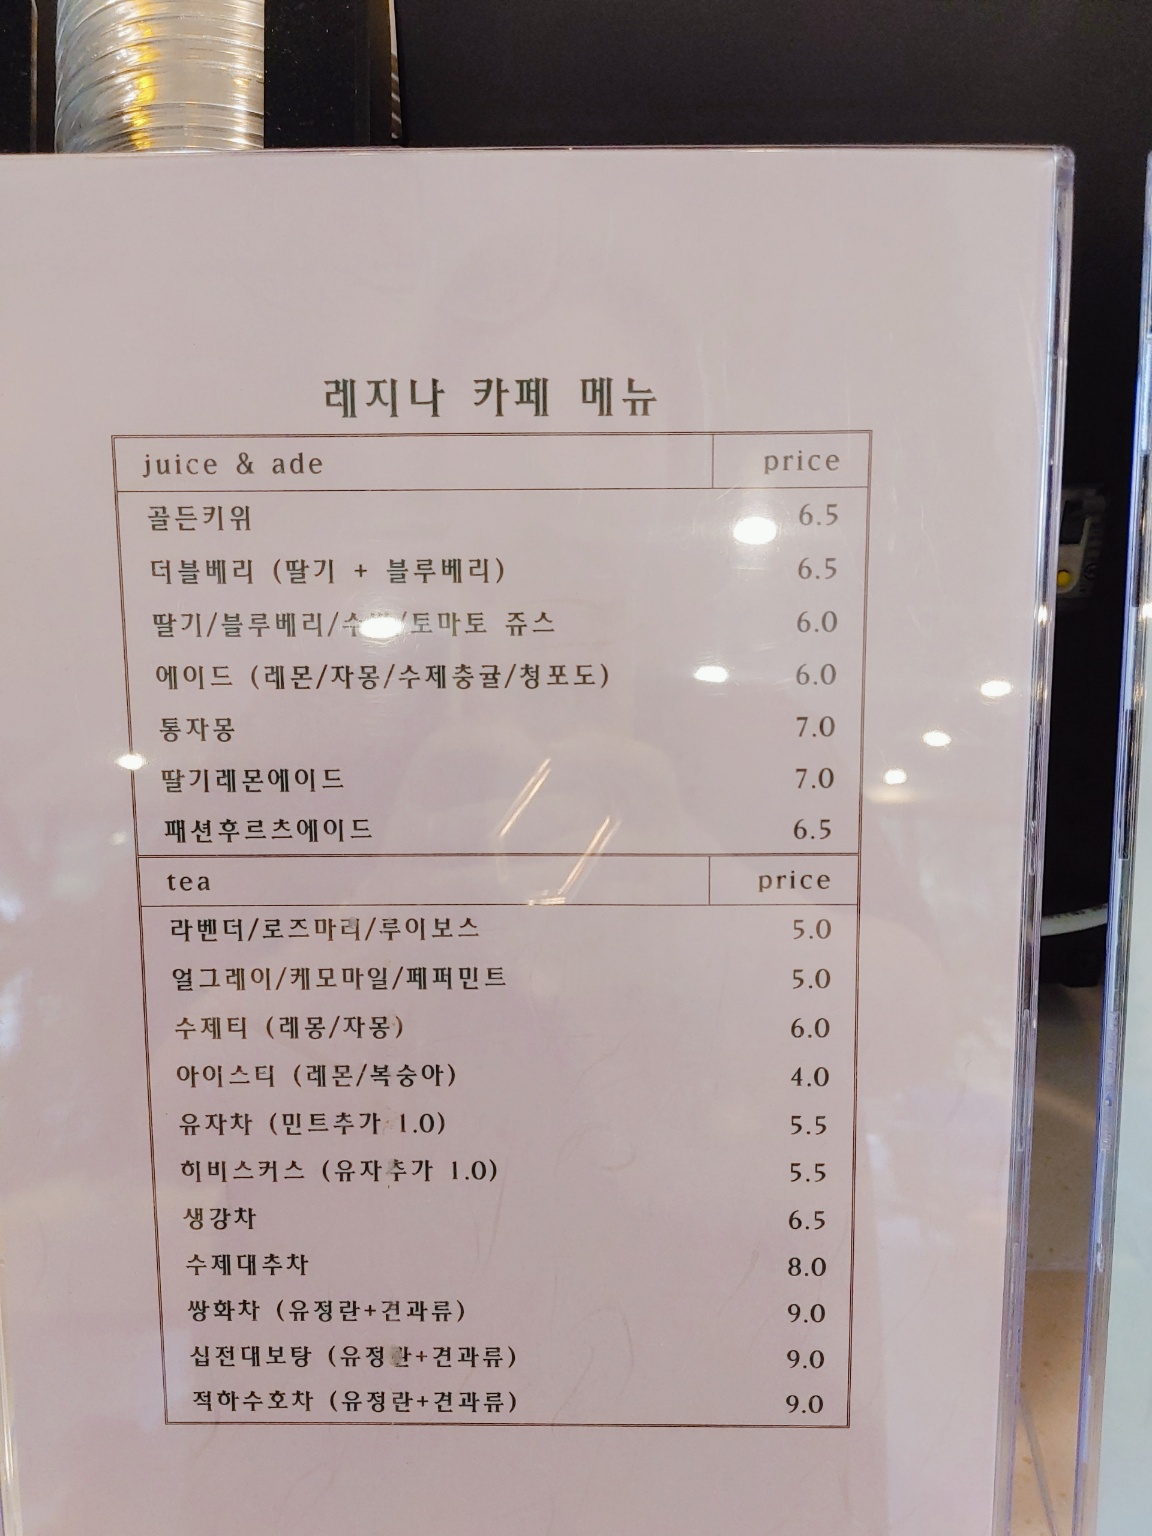 레지나 카페 메뉴
juice & ade price
골든키위 6.5
더블베리 (딸기 + 블루베리) 6.5
딸기/블루베리/ /토마토 쥬스 6.0
에이드 (레몬/자몽/수제충귤/청포도) 6.0
통자몽 7.0
딸기레몬에이드 7.0
패션후르츠에이드 6.5
tea price
라벤더/로즈마리/루이보스 5.0
얼그레이/케모마일/페퍼민트 5.0
수제티 (레몽/자몽) 6.0
아이스티 (레몬/복숭아) 4.0
유자차 (민트추가 1.0) 5.5
히비스커스 (유자추가 1.0) 5.5
생강차 6.5
수제대추차 8.0
쌍화차 (유정란+견과류) 9.0
십전대보탕 (유정란+견과류) 9.0
적하수호차 (유정란+견과류) 9.0